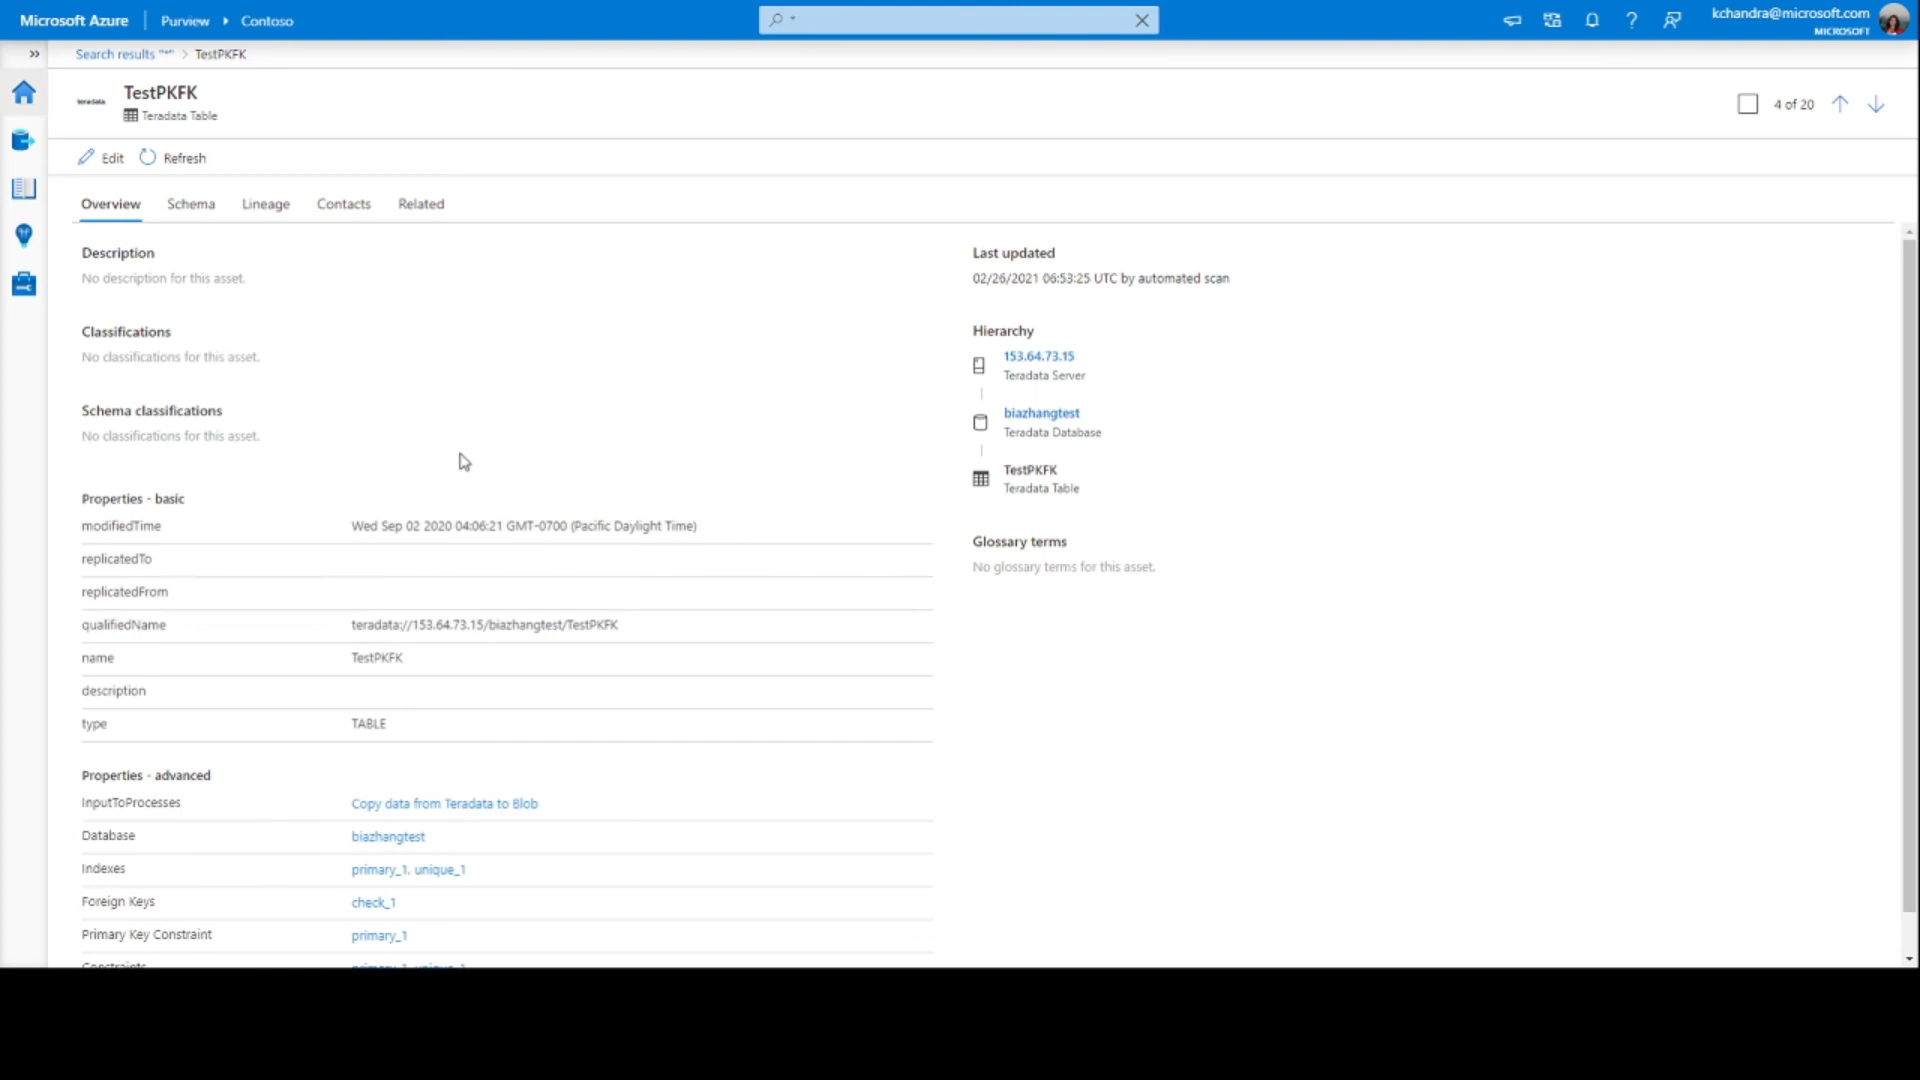 Microsoft Azure Purview Contoso
kchandra@microsoft.com
MICROSOFT
Search results "*" > TestPKFK
teradata.
TestPKFK
Teradata Table
4 of 20
Edit Refresh
Overview Schema Lineage Contacts Related
Description
No description for this asset.
Classifications
No classifications for this asset.
Schema classifications
No classifications for this asset.
Properties - basic
modifiedTime Wed Sep 02 2020 04:06:21 GMT-0700 (Pacific Daylight Time)
replicatedTo
replicatedFrom
qualifiedName teradata://153.64.73.15/biazhangtest/TestPKFK
name TestPKFK
description
type TABLE
Properties - advanced
InputToProcesses Copy data from Teradata to Blob
Database biazhangtest
Indexes primary_1, unique_1
Foreign Keys check_1
Primary Key Constraint primary_1
Constraints primary_1, unique_1
Last updated
02/26/2021 06:53:25 UTC by automated scan
Hierarchy
153.64.73.15
Teradata Server
biazhangtest
Teradata Database
TestPKFK
Teradata Table
Glossary terms
No glossary terms for this asset.